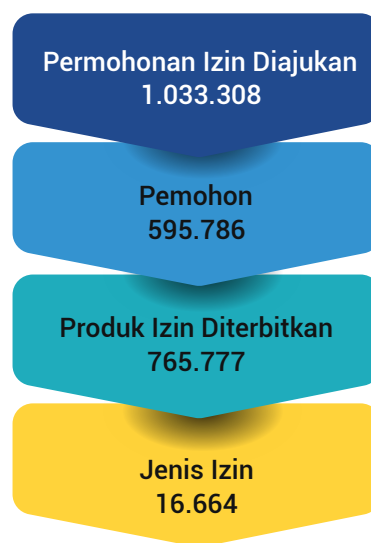 Permohonan Izin Diajukan
1.033.308
Pemohon
595.786
Produk Izin Diterbitkan
765.777
Jenis Izin
16.664